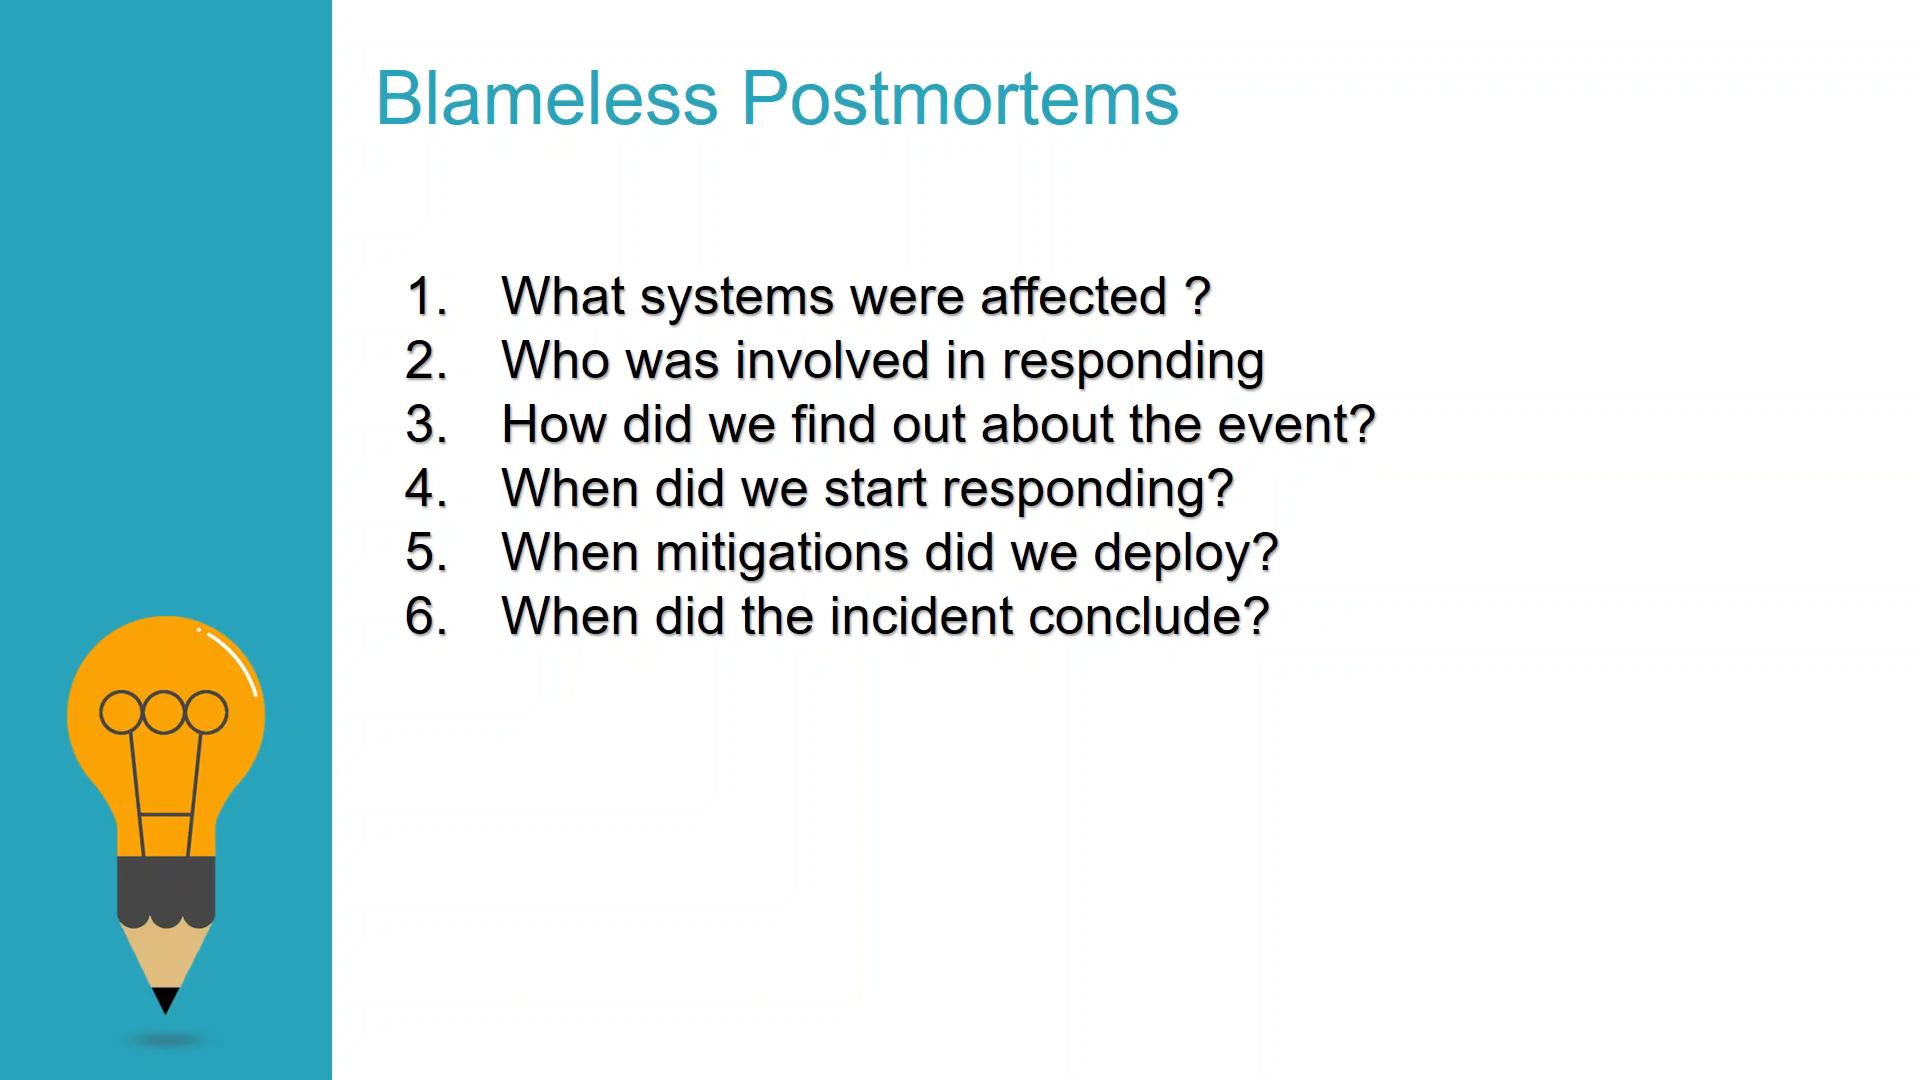 Blameless Postmortems
1. What systems were affected ?
2. Who was involved in responding
3. How did we find out about the event?
4. When did we start responding?
5. When mitigations did we deploy?
6. When did the incident conclude?